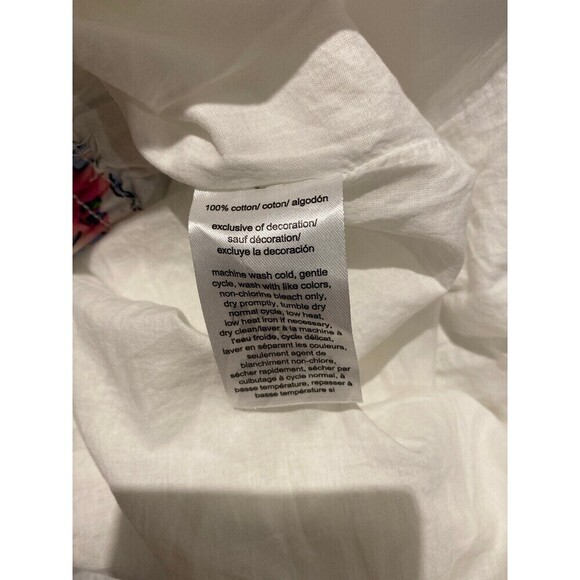 100% cotton/ coton/ algodón
exclusive of decoration/
sauf décoration/
excluye la decoración
machine wash cold, gentle
cycle, wash with like colors,
non-chlorine bleach only,
dry promptly, tumble dry
normal cycle, low heat,
low heat iron if necessary,
dry clean/laver à la machine à
l'eau froide, cycle délicat,
laver en séparant les couleurs,
seulement agent de
blanchiment non-chlore,
sécher rapidement, sécher par
culbutage à cycle normal, à
basse température, repasser à
basse température si